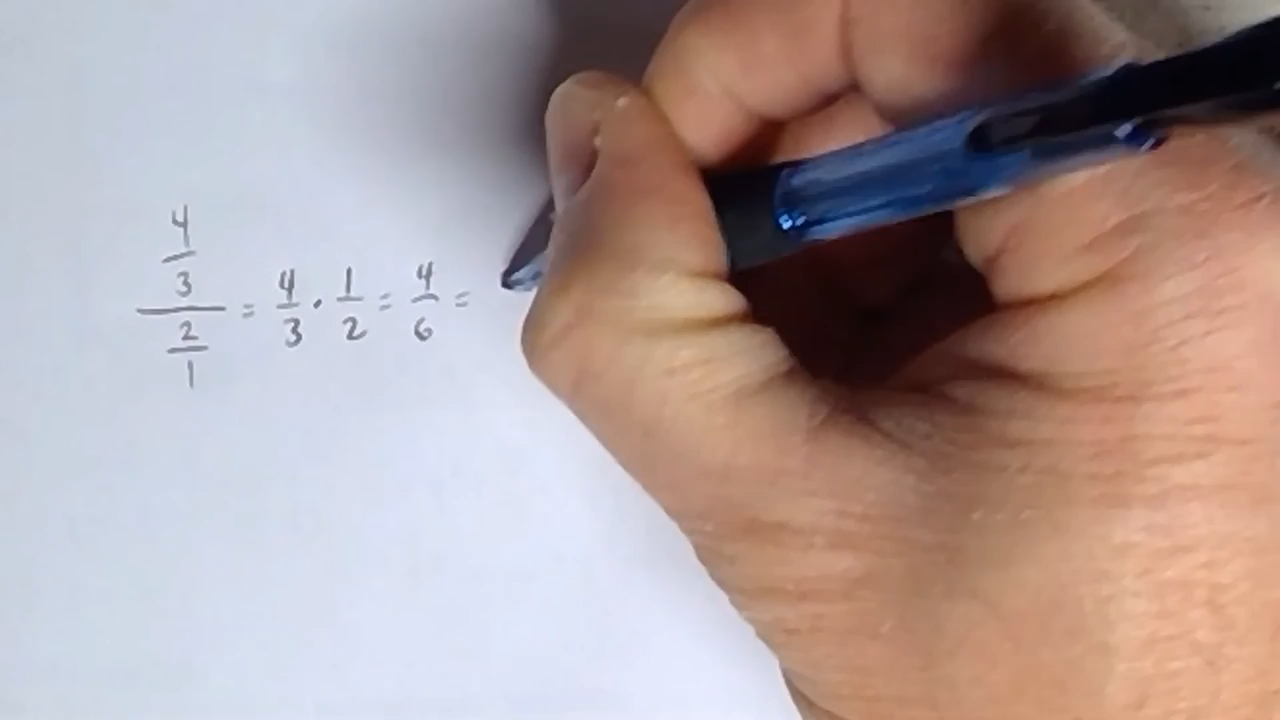 4/3 / 2/1 = 4/3 · 1/2 = 4/6 =